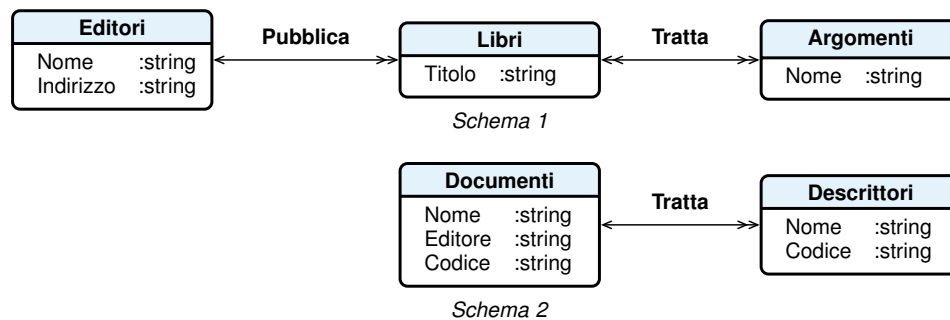 Editori
Nome :string
Indirizzo :string
Pubblica
Libri
Titolo :string
Tratta
Argomenti
Nome :string
Schema 1
Documenti
Nome :string
Editore :string
Codice :string
Tratta
Descrittori
Nome :string
Codice :string
Schema 2